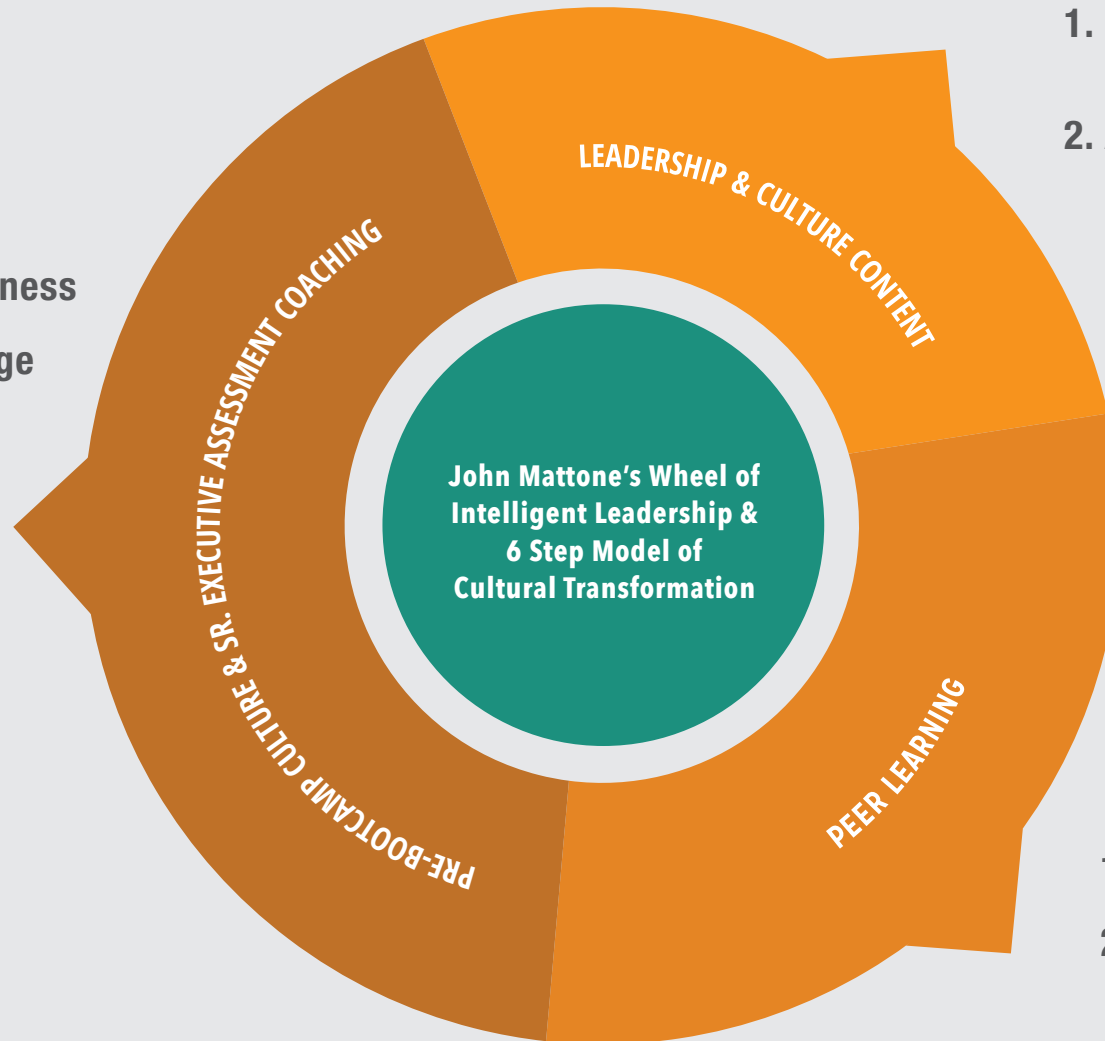 1.
2.
ness
ge
LEADERSHIP & CULTURE CONTENT
PRE-BOOTCAMP CULTURE & SR. EXECUTIVE ASSESSMENT COACHING
John Mattone’s Wheel of
Intelligent Leadership &
6 Step Model of
Cultural Transformation
PEER LEARNING